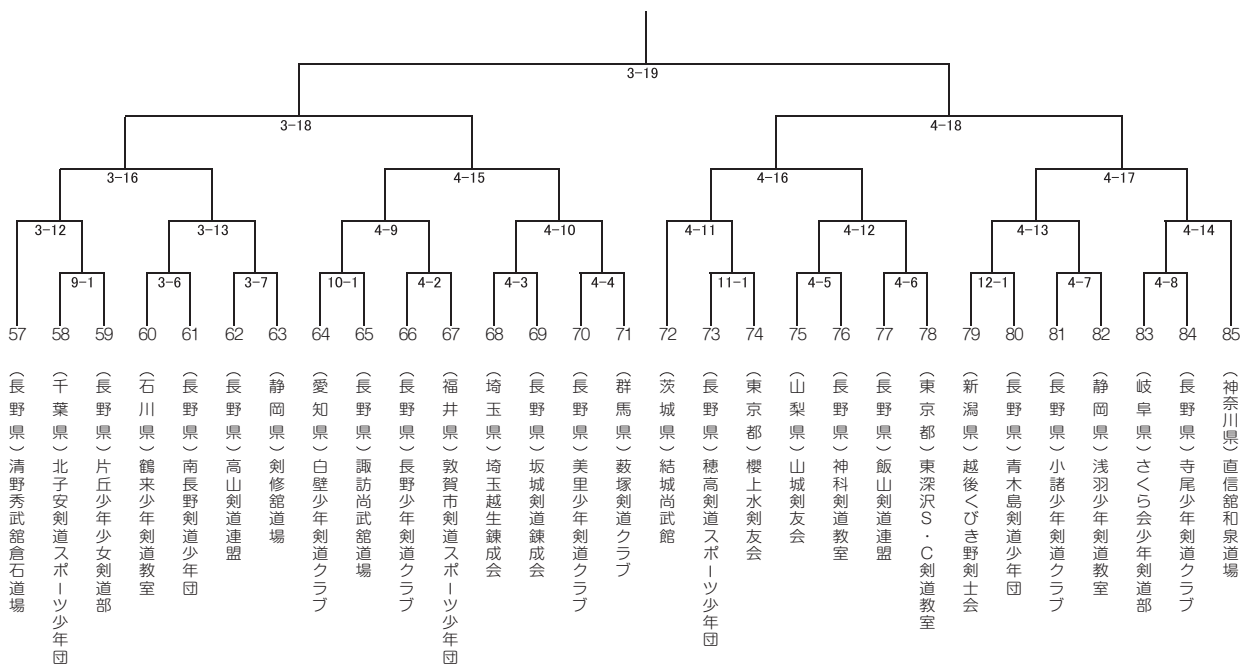 3-19
3-18
4-18
3-16
4-15
4-16
4-17
3-12
3-13
4-9
4-10
4-11
4-12
4-13
4-14
9-1
3-6
3-7
10-1
4-2
4-3
4-4
11-1
4-5
4-6
12-1
4-7
4-8
57 (長野県)清野秀武舘倉石道場
58 (千葉県)北子安剣道スポーツ少年団
59 (長野県)片丘少年少女剣道部
60 (石川県)鶴来少年剣道教室
61 (長野県)南長野剣道少年団
62 (長野県)高山剣道連盟
63 (静岡県)剣修舘道場
64 (愛知県)白壁少年剣道クラブ
65 (長野県)諏訪尚武舘道場
66 (長野県)長野少年剣道クラブ
67 (福井県)敦賀市剣道スポーツ少年団
68 (埼玉県)埼玉越生錬成会
69 (長野県)坂城剣道錬成会
70 (長野県)美里少年剣道クラブ
71 (群馬県)薮塚剣道クラブ
72 (茨城県)結城尚武館
73 (長野県)穂高剣道スポーツ少年団
74 (東京都)櫻上水剣友会
75 (山梨県)山城剣友会
76 (長野県)神科剣道教室
77 (長野県)飯山剣道連盟
78 (東京都)東深沢S・C剣道教室
79 (新潟県)越後くびき野剣士会
80 (長野県)青木島剣道少年団
81 (長野県)小諸少年剣道クラブ
82 (静岡県)浅羽少年剣道教室
83 (岐阜県)さくら会少年剣道部
84 (長野県)寺尾少年剣道クラブ
85 (神奈川県)直信舘和泉道場